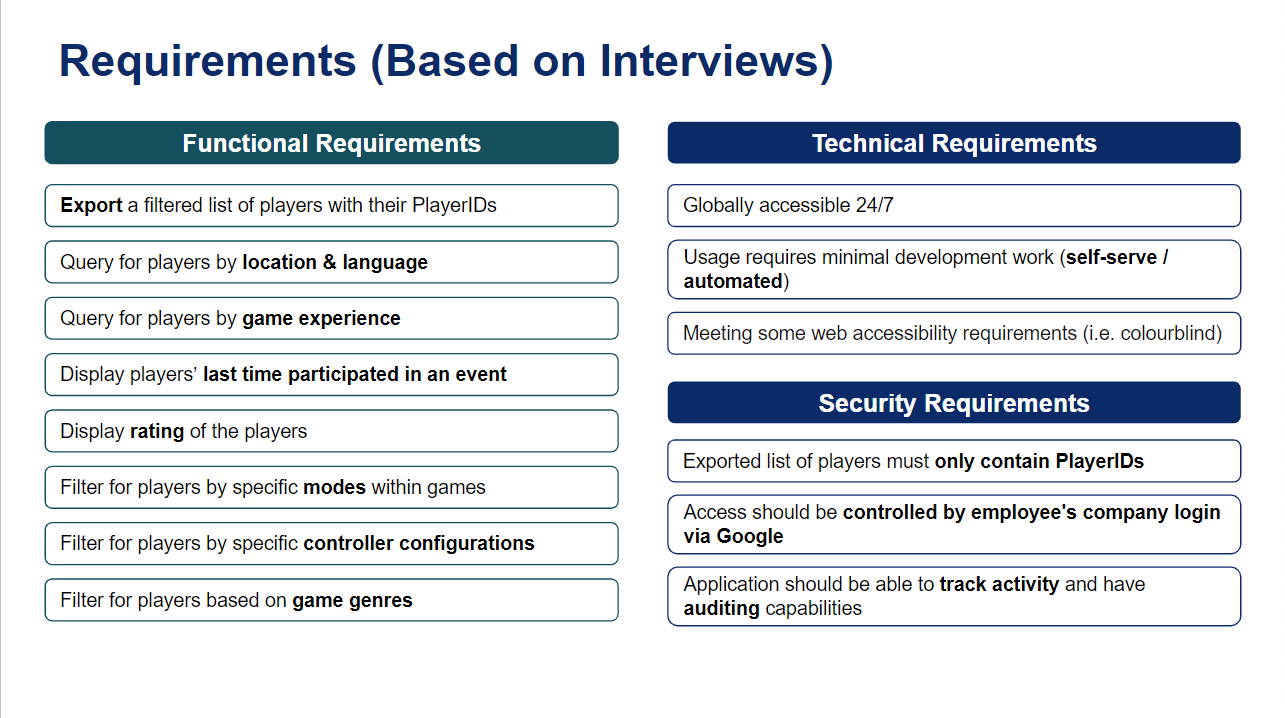 Requirements (Based on Interviews)
Functional Requirements
Export a filtered list of players with their PlayerIDs
Query for players by location & language
Query for players by game experience
Display players’ last time participated in an event
Display rating of the players
Filter for players by specific modes within games
Filter for players by specific controller configurations
Filter for players based on game genres
Technical Requirements
Globally accessible 24/7
Usage requires minimal development work (self-serve /
automated)
Meeting some web accessibility requirements (i.e. colourblind)
Security Requirements
Exported list of players must only contain PlayerIDs
Access should be controlled by employee's company login
via Google
Application should be able to track activity and have
auditing capabilities